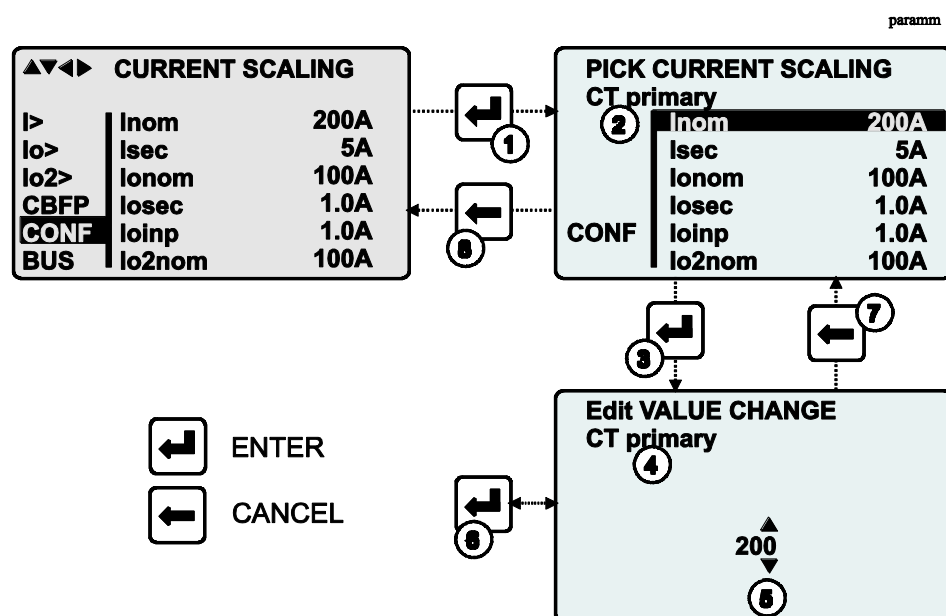 paramm
CURRENT SCALING
I> Inom 200A
Io> Isec 5A
Io2> Ionom 100A
CBFP Iosec 1.0A
CONF Ioinp 1.0A
BUS Io2nom 100A
1
8
PICK CURRENT SCALING
CT primary
2
Inom 200A
Isec 5A
Ionom 100A
Iosec 1.0A
CONF Ioinp 1.0A
Io2nom 100A
3
7
Edit VALUE CHANGE
CT primary
4
200
5
6
ENTER
CANCEL